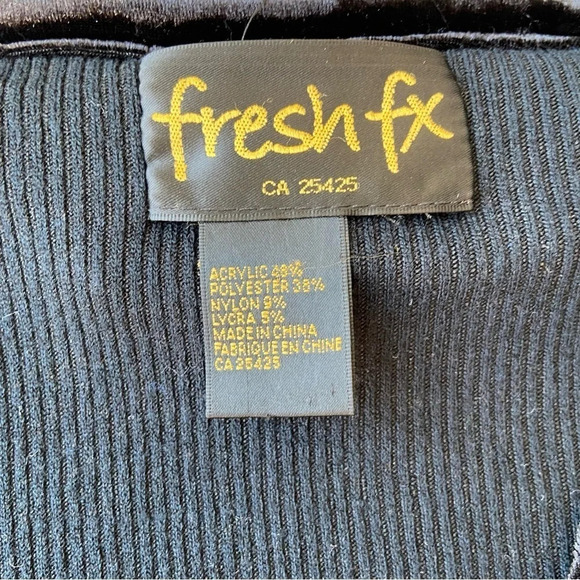 fresh fx
CA 25425
ACRYLIC 48%
POLYESTER 38%
NYLON 9%
LYCRA 5%
MADE IN CHINA
FABRIQUE EN CHINE
CA 25425